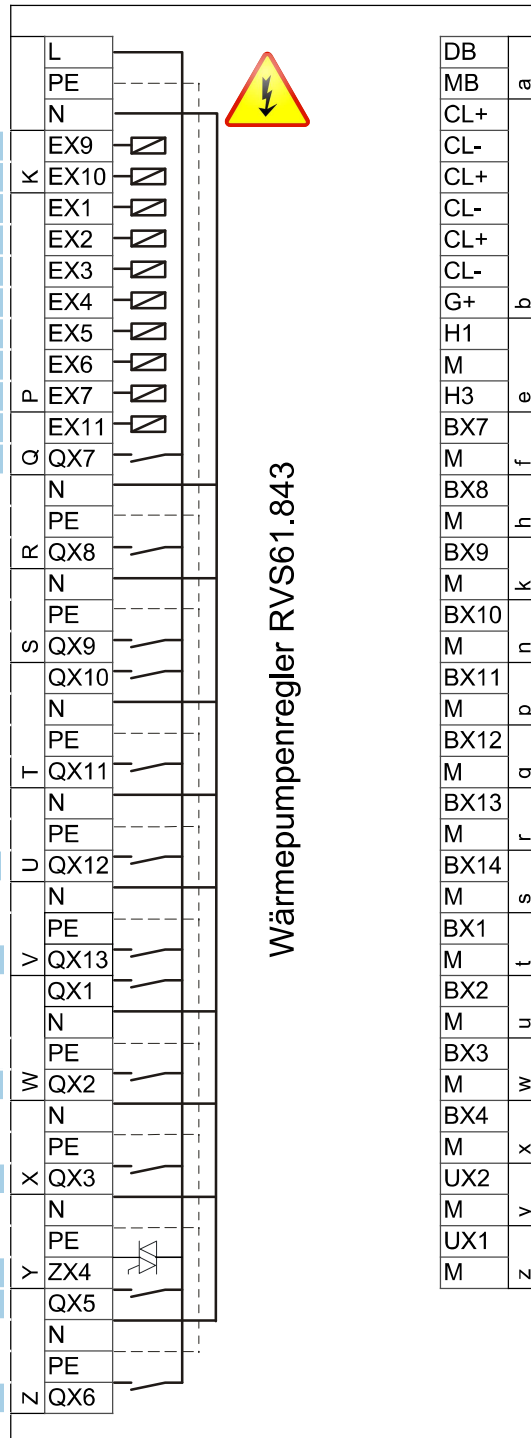 L
PE
N
EX9
K
EX10
EX1
EX2
EX3
EX4
EX5
EX6
P
EX7
EX11
Q
QX7
N
PE
R
QX8
N
PE
S
QX9
QX10
N
PE
T
QX11
N
PE
U
QX12
N
PE
V
QX13
QX1
N
PE
W
QX2
N
PE
X
QX3
N
PE
Y
ZX4
QX5
N
PE
Z
QX6
Wärmepumpenregler RVS61.843
DB
MB
a
CL+
CL-
CL+
CL-
CL+
CL-
G+
b
H1
M
H3
e
BX7
M
f
BX8
M
h
BX9
M
k
BX10
M
n
BX11
M
p
BX12
M
q
BX13
M
r
BX14
M
s
BX1
M
t
BX2
M
u
BX3
M
w
BX4
M
x
UX2
M
v
UX1
M
z